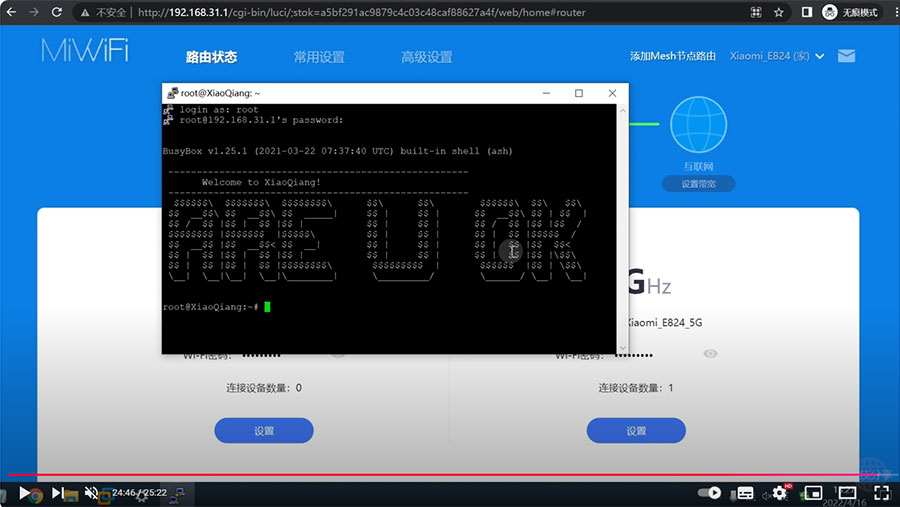 不安全 | http://192.168.31.1/cgi-bin/luci/;stok=a5bf291ac9879c4c03c48caf88627a4f/web/home#router
无痕模式
MiWiFi
路由状态 常用设置 高级设置
添加Mesh节点路由 Xiaomi_E824 (家)
root@XiaoQiang: ~
login as: root
root@192.168.31.1's password:
BusyBox v1.25.1 (2021-03-22 07:37:40 UTC) built-in shell (ash)
Welcome to XiaoQiang!
ARE U OK
root@XiaoQiang:~#
互联网
设置带宽
GHz
Xiaomi_E824_5G
Wi-Fi密码: •••••••••
Wi-Fi密码: •••••••••
连接设备数量: 0
连接设备数量: 1
设置
设置
24:46 / 25:22
HD
2022/4/16